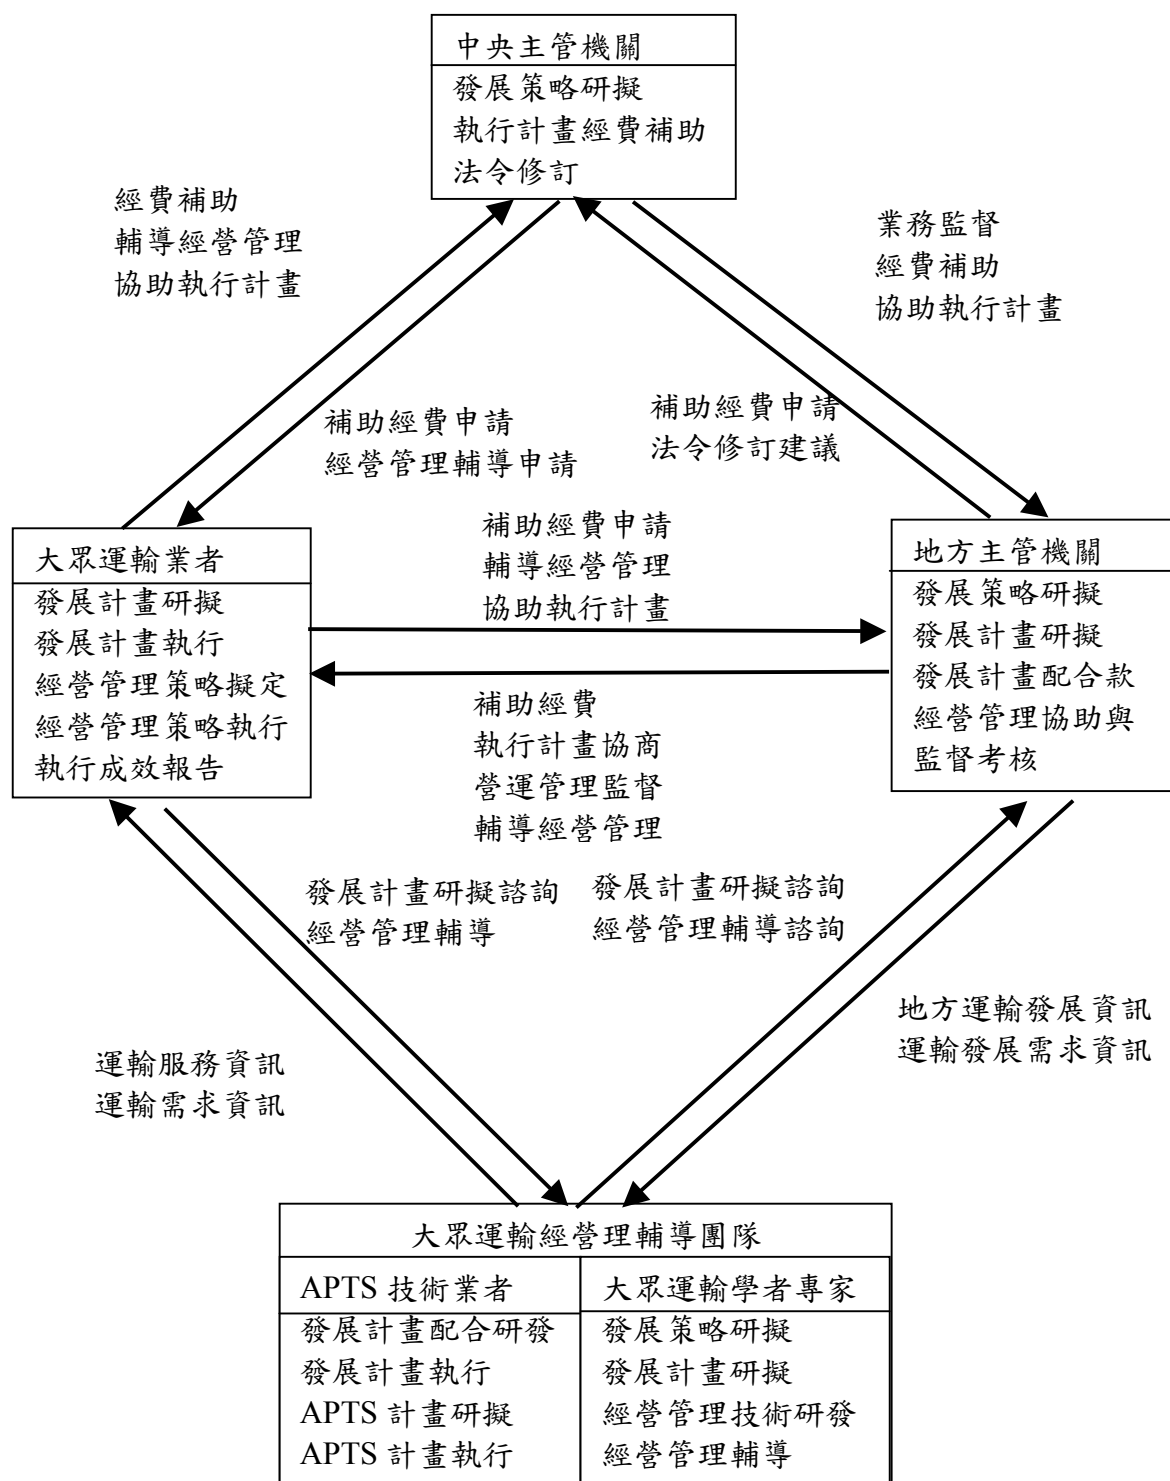 中央主管機關
發展策略研擬
執行計畫經費補助
法令修訂
經費補助
輔導經營管理
協助執行計畫
業務監督
經費補助
協助執行計畫
補助經費申請
經營管理輔導申請
補助經費申請
法令修訂建議
大眾運輸業者
發展計畫研擬
發展計畫執行
經營管理策略擬定
經營管理策略執行
執行成效報告
補助經費申請
輔導經營管理
協助執行計畫
地方主管機關
發展策略研擬
發展計畫研擬
發展計畫配合款
經營管理協助與
監督考核
補助經費
執行計畫協商
營運管理監督
輔導經營管理
發展計畫研擬諮詢
經營管理輔導
發展計畫研擬諮詢
經營管理輔導諮詢
運輸服務資訊
運輸需求資訊
地方運輸發展資訊
運輸發展需求資訊
大眾運輸經營理輔導團隊
APTS 技術業者
發展計畫配合研發
發展計畫執行
APTS 計畫研擬
APTS 計畫執行
大眾運輸學者專家
發展策略研擬
發展計畫研擬
經營管理技術研發
經營管理輔導